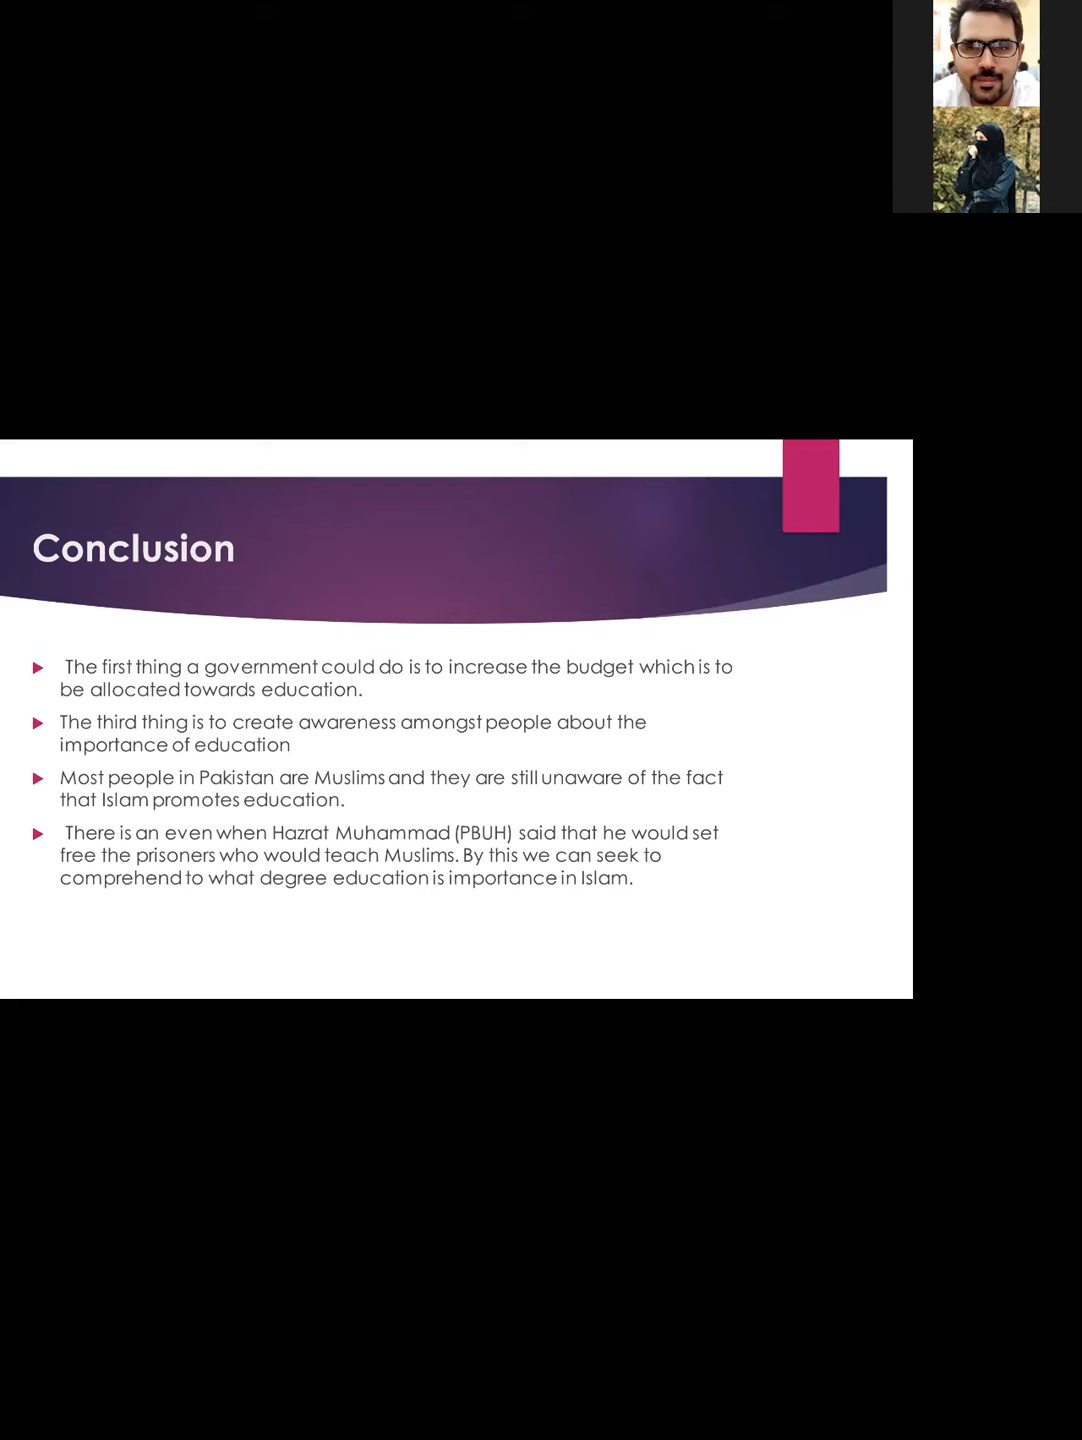 Conclusion
The first thing a government could do is to increase the budget which is to
be allocated towards education.
The third thing is to create awareness amongst people about the
importance of education
Most people in Pakistan are Muslims and they are still unaware of the fact
that Islam promotes education.
There is an even when Hazrat Muhammad (PBUH) said that he would set
free the prisoners who would teach Muslims. By this we can seek to
comprehend to what degree education is importance in Islam.